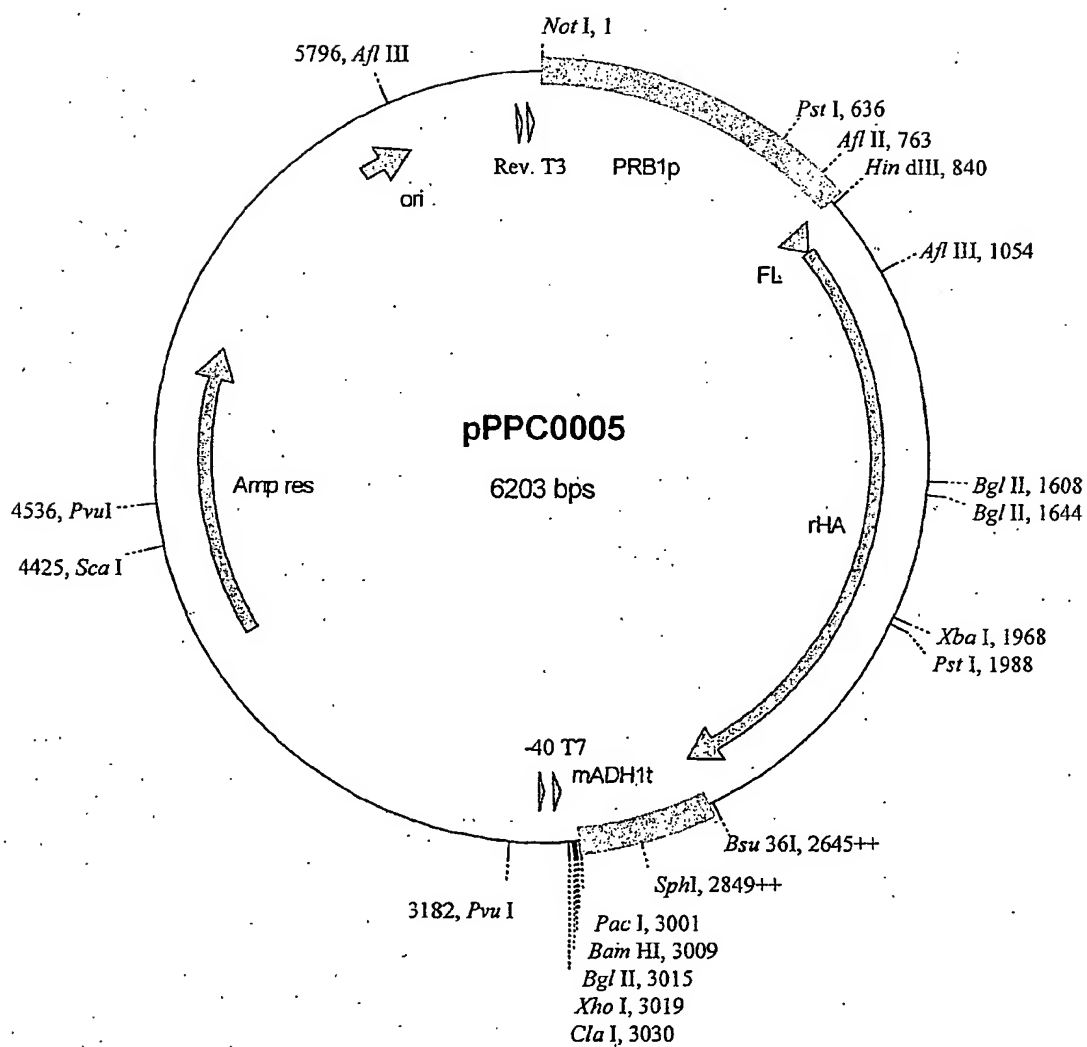 Not I, 1
5796, Afl III
Pst I, 636
Afl II, 763
Hin dIII, 840
Rev. T3
PRB1p
ori
Afl III, 1054
FL
pPPC0005
6203 bps
Amp res
rHA
Bgl II, 1608
Bgl II, 1644
4536, PvuI
4425, Sca I
Xba I, 1968
Pst I, 1988
-40 T7
mADH1t
Bsu 36I, 2645++
SphI, 2849++
3182, Pvu I
Pac I, 3001
Bam HI, 3009
Bgl II, 3015
Xho I, 3019
Cla I, 3030